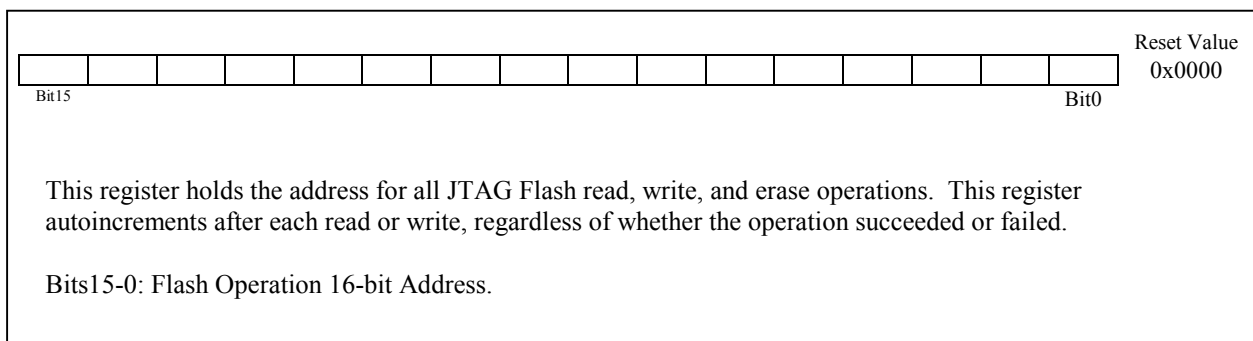 Reset Value
0x0000
Bit15
Bit0
This register holds the address for all JTAG Flash read, write, and erase operations.  This register
autoincrements after each read or write, regardless of whether the operation succeeded or failed.
Bits15-0: Flash Operation 16-bit Address.